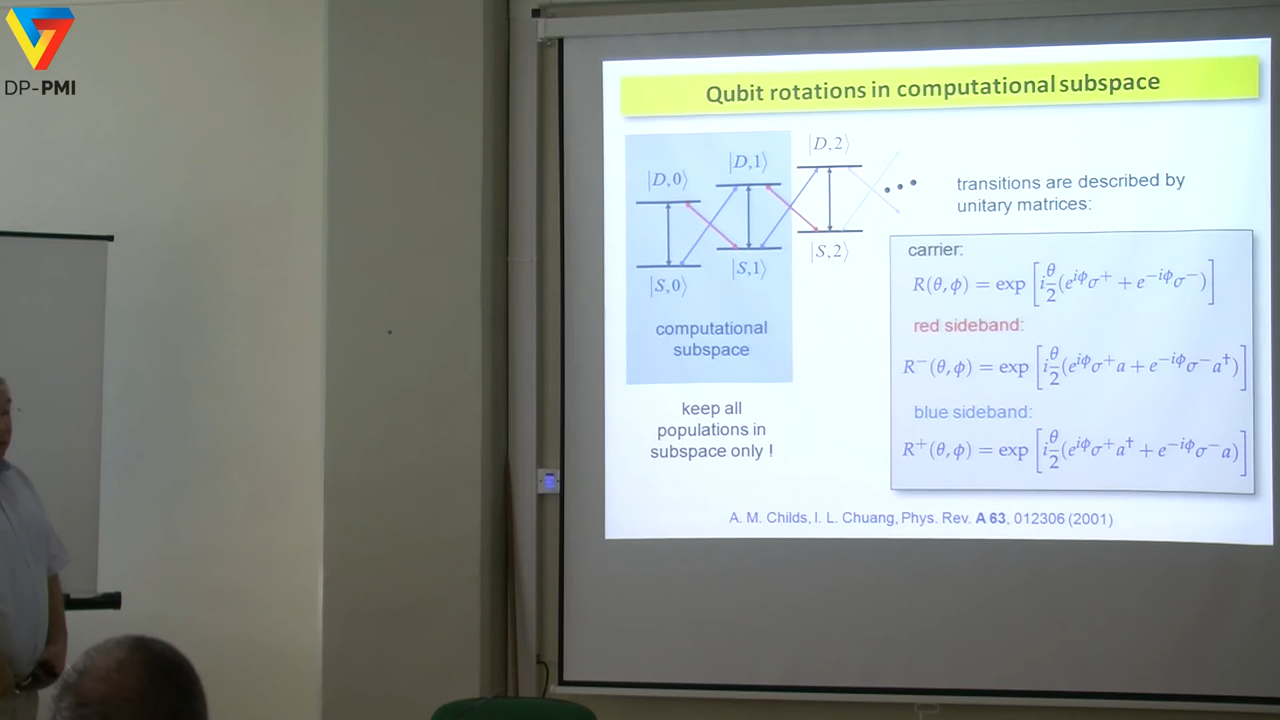 DP-PMI
Qubit rotations in computational subspace
|D,0⟩
|D,1⟩
|D,2⟩
|S,0⟩
|S,1⟩
|S,2⟩
computational
subspace
keep all
populations in
subspace only !
transitions are described by
unitary matrices:
carrier:
R(θ,ϕ) = exp [i θ/2 (e^{iϕ}σ⁺ + e^{−iϕ}σ⁻)]
red sideband:
R⁻(θ,ϕ) = exp [i θ/2 (e^{iϕ}σ⁺a + e^{−iϕ}σ⁻a†)]
blue sideband:
R⁺(θ,ϕ) = exp [i θ/2 (e^{iϕ}σ⁺a† + e^{−iϕ}σ⁻a)]
A. M. Childs, I. L. Chuang, Phys. Rev. A 63, 012306 (2001)